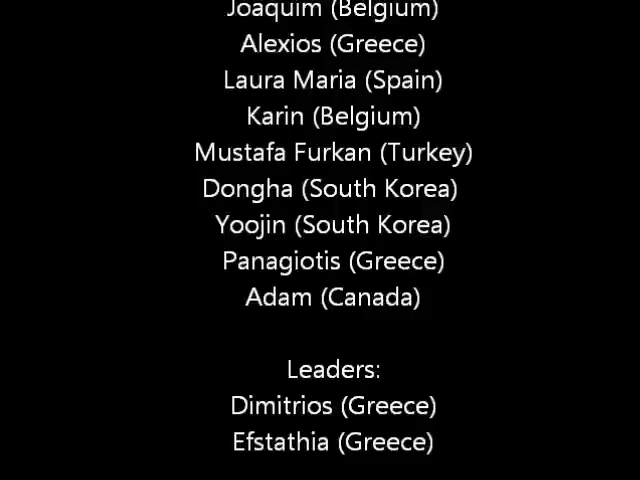 Joaquim (Belgium)
Alexios (Greece)
Laura Maria (Spain)
Karin (Belgium)
Mustafa Furkan (Turkey)
Dongha (South Korea)
Yoojin (South Korea)
Panagiotis (Greece)
Adam (Canada)
Leaders:
Dimitrios (Greece)
Efstathia (Greece)